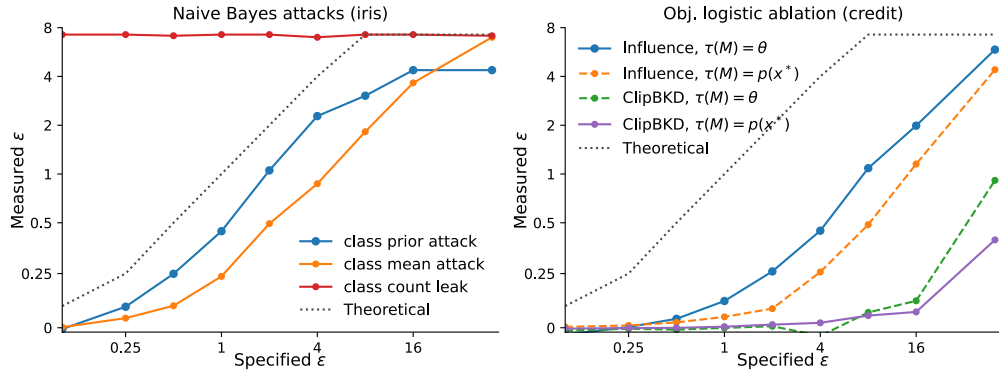 Naive Bayes attacks (iris)
8
4
2
1
0.5
0.25
0
Measured ε
class prior attack
class mean attack
class count leak
Theoretical
0.25
1
4
16
Specified ε
Obj. logistic ablation (credit)
8
4
2
1
0.5
0.25
0
Measured ε
Influence, τ(M) = θ
Influence, τ(M) = p(x*)
ClipBKD, τ(M) = θ
ClipBKD, τ(M) = p(x*)
Theoretical
0.25
1
4
16
Specified ε